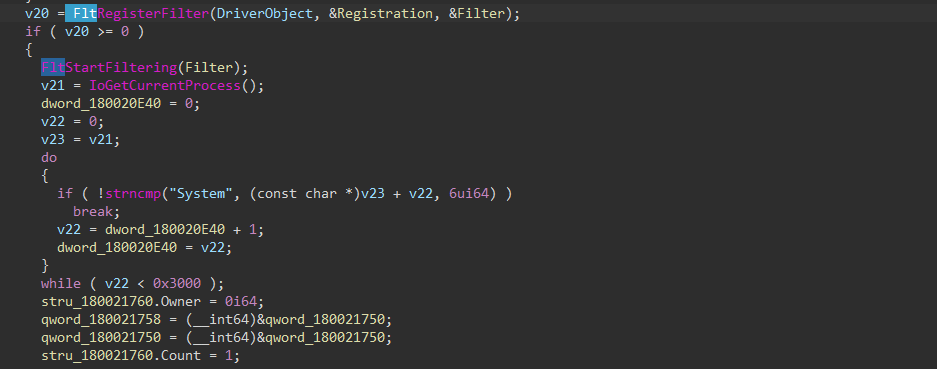 v20 = FltRegisterFilter(DriverObject, &Registration, &Filter);
if ( v20 >= 0 )
{
FltStartFiltering(Filter);
v21 = IoGetCurrentProcess();
dword_180020E40 = 0;
v22 = 0;
v23 = v21;
do
{
if ( !strncmp("System", (const char *)v23 + v22, 6ui64) )
break;
v22 = dword_180020E40 + 1;
dword_180020E40 = v22;
}
while ( v22 < 0x3000 );
stru_180021760.Owner = 0i64;
qword_180021758 = (__int64)&qword_180021750;
qword_180021750 = (__int64)&qword_180021750;
stru_180021760.Count = 1;